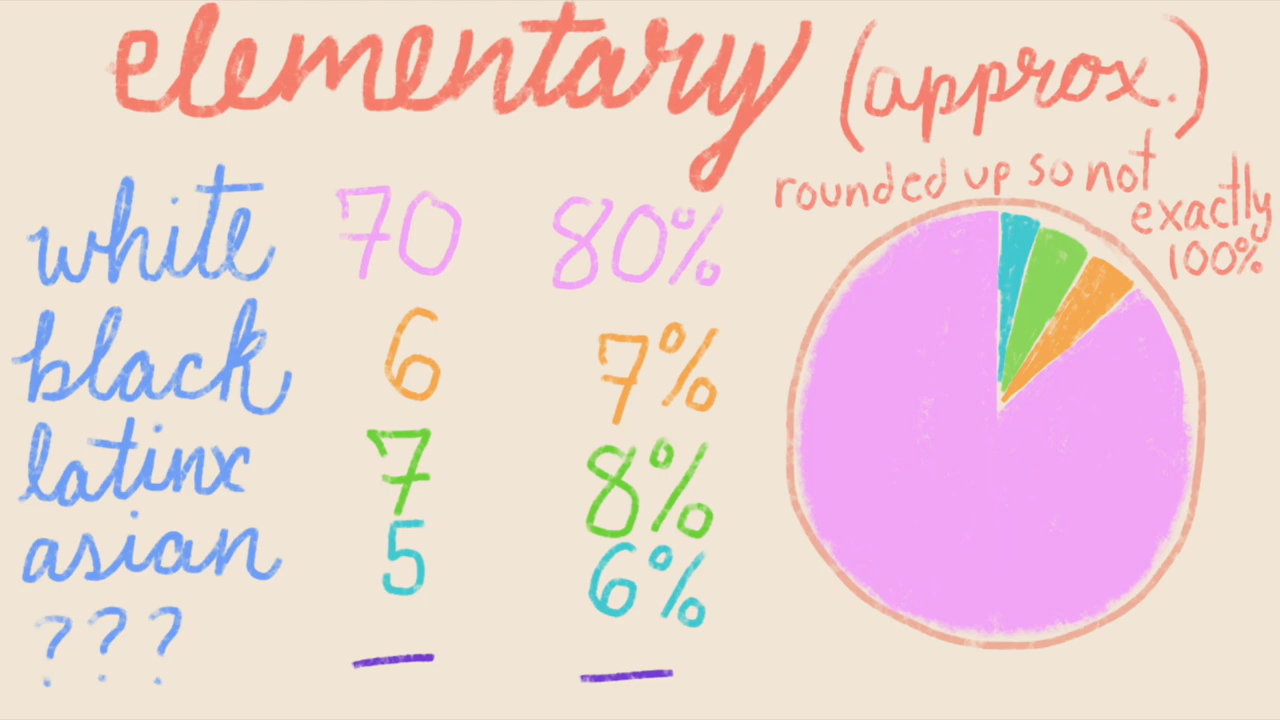 elementary (approx.)
rounded up so not
exactly
100%
white 70 80%
black 6 7%
latinx 7 8%
asian 5 6%
??? — —